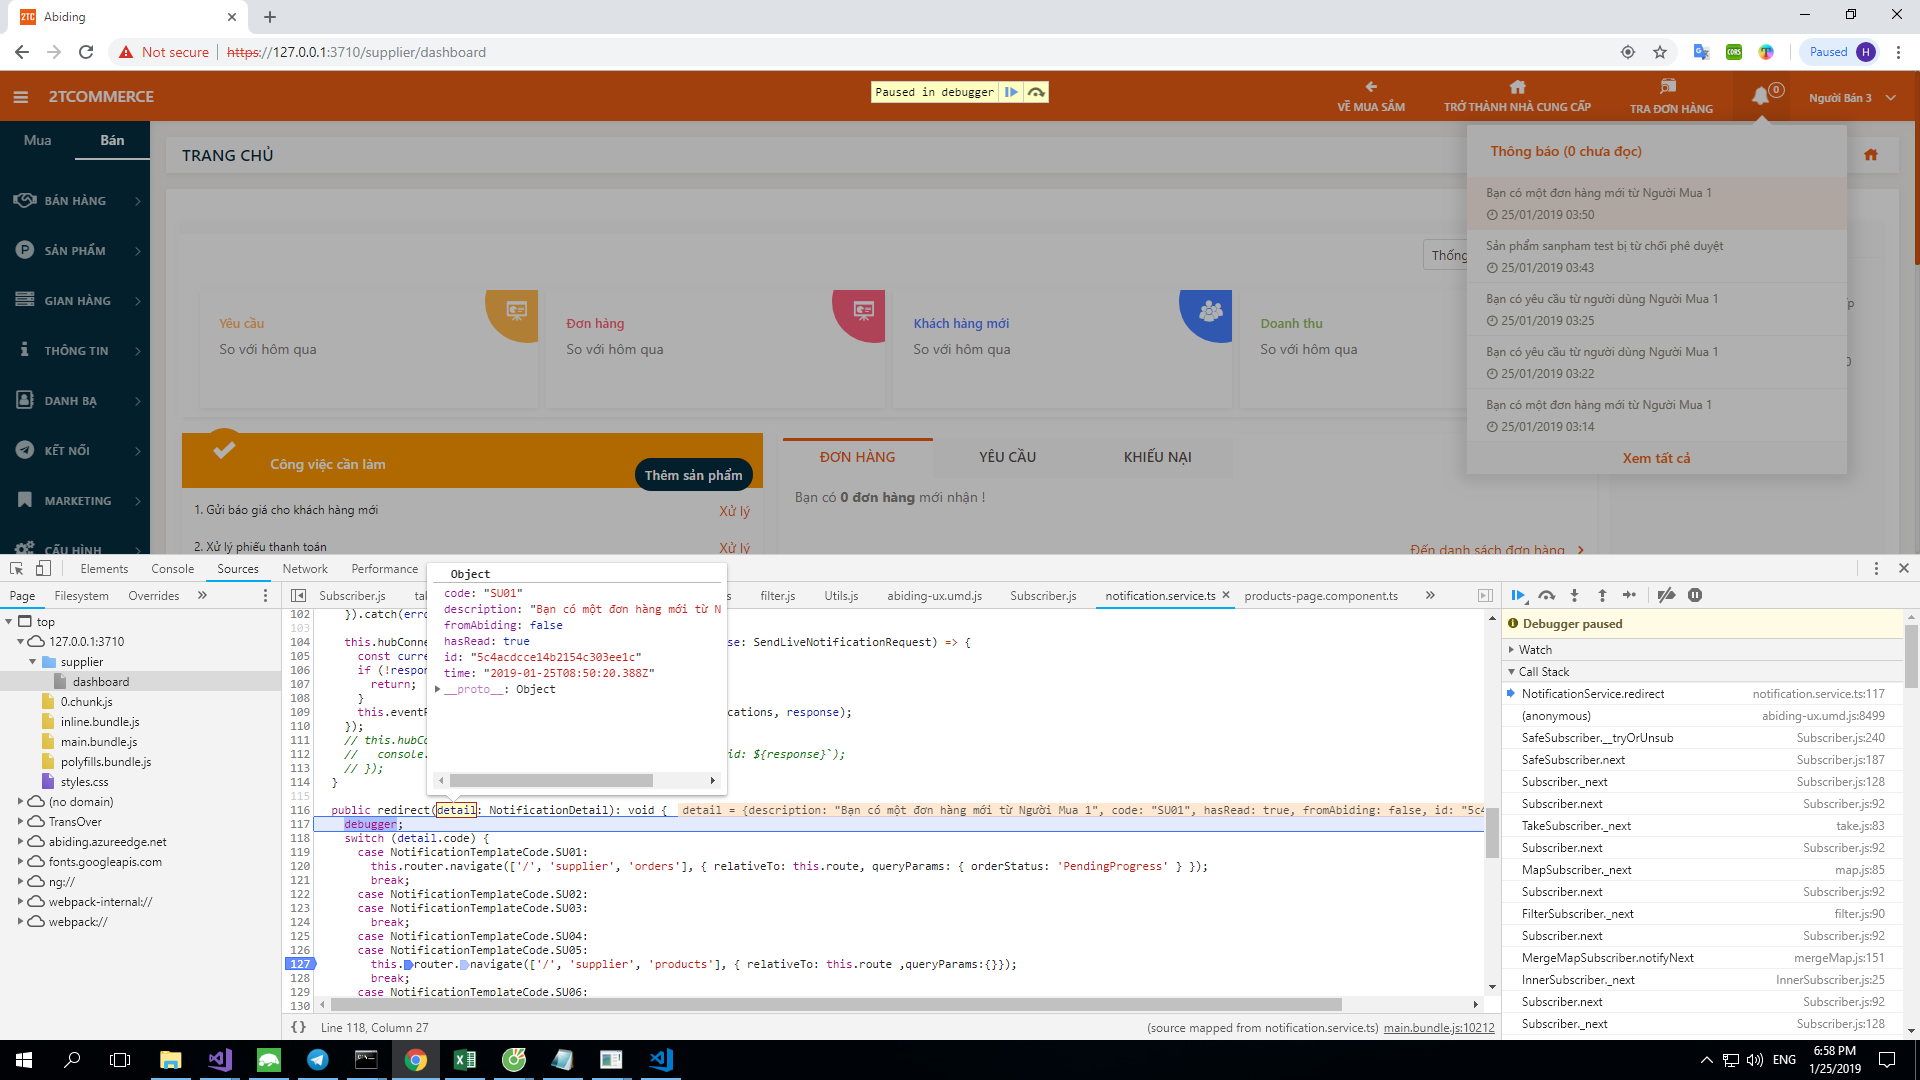 Abiding
Not secure
https://127.0.0.1:3710/supplier/dashboard
Paused
H
2TCOMMERCE
Paused in debugger
VỀ MUA SẮM
TRỞ THÀNH NHÀ CUNG CẤP
TRA ĐƠN HÀNG
0
Người Bán 3
Mua
Bán
TRANG CHỦ
BÁN HÀNG
SẢN PHẨM
GIAN HÀNG
THÔNG TIN
DANH BẠ
KẾT NỐI
MARKETING
CẤU HÌNH
Thông báo (0 chưa đọc)
Bạn có một đơn hàng mới từ Người Mua 1
25/01/2019 03:50
Sản phẩm sanpham test bị từ chối phê duyệt
25/01/2019 03:43
Bạn có yêu cầu từ người dùng Người Mua 1
25/01/2019 03:25
Bạn có yêu cầu từ người dùng Người Mua 1
25/01/2019 03:22
Bạn có một đơn hàng mới từ Người Mua 1
25/01/2019 03:14
Xem tất cả
Thống
Yêu cầu
So với hôm qua
Đơn hàng
So với hôm qua
Khách hàng mới
So với hôm qua
Doanh thu
So với hôm qua
Công việc cần làm
Thêm sản phẩm
1. Gửi báo giá cho khách hàng mới
Xử lý
2. Xử lý phiếu thanh toán
Xử lý
ĐƠN HÀNG
YÊU CẦU
KHIẾU NẠI
Bạn có 0 đơn hàng mới nhận !
Đến danh sách đơn hàng
Elements Console Sources Network Performance
Page Filesystem Overrides
Subscriber.js
filter.js Utils.js abiding-ux.umd.js Subscriber.js notification.service.ts products-page.component.ts
top
127.0.0.1:3710
supplier
dashboard
0.chunk.js
inline.bundle.js
main.bundle.js
polyfills.bundle.js
styles.css
(no domain)
TransOver
abiding.azureedge.net
fonts.googleapis.com
ng://
webpack-internal://
webpack://
Object
code: "SU01"
description: "Bạn có một đơn hàng mới từ N
fromAbiding: false
hasRead: true
id: "5c4acdcce14b2154c303ee1c"
time: "2019-01-25T08:50:20.388Z"
__proto__: Object
102 }).catch(erro
103
104 this.hubConne se: SendLiveNotificationRequest) => {
105 const curre
106 if (!respon
107 return;
108 }
109 this.eventP cations, response);
110 });
111 // this.hubCo
112 // console. id: ${response}`);
113 // });
114 }
115
116 public redirect(detail: NotificationDetail): void { detail = {description: "Bạn có một đơn hàng mới từ Người Mua 1", code: "SU01", hasRead: true, fromAbiding: false, id: "5c4
117 debugger;
118 switch (detail.code) {
119 case NotificationTemplateCode.SU01:
120 this.router.navigate(['/', 'supplier', 'orders'], { relativeTo: this.route, queryParams: { orderStatus: 'PendingProgress' } });
121 break;
122 case NotificationTemplateCode.SU02:
123 case NotificationTemplateCode.SU03:
124 break;
125 case NotificationTemplateCode.SU04:
126 case NotificationTemplateCode.SU05:
127 this.router.navigate(['/', 'supplier', 'products'], { relativeTo: this.route ,queryParams:{}});
128 break;
129 case NotificationTemplateCode.SU06:
130
{ } Line 118, Column 27
(source mapped from notification.service.ts) main.bundle.js:10212
Debugger paused
Watch
Call Stack
NotificationService.redirect notification.service.ts:117
(anonymous) abiding-ux.umd.js:8499
SafeSubscriber.__tryOrUnsub Subscriber.js:240
SafeSubscriber.next Subscriber.js:187
Subscriber._next Subscriber.js:128
Subscriber.next Subscriber.js:92
TakeSubscriber._next take.js:83
Subscriber.next Subscriber.js:92
MapSubscriber._next map.js:85
Subscriber.next Subscriber.js:92
FilterSubscriber._next filter.js:90
Subscriber.next Subscriber.js:92
MergeMapSubscriber.notifyNext mergeMap.js:151
InnerSubscriber._next InnerSubscriber.js:25
Subscriber.next Subscriber.js:92
Subscriber._next Subscriber.js:128
ENG
6:58 PM
1/25/2019